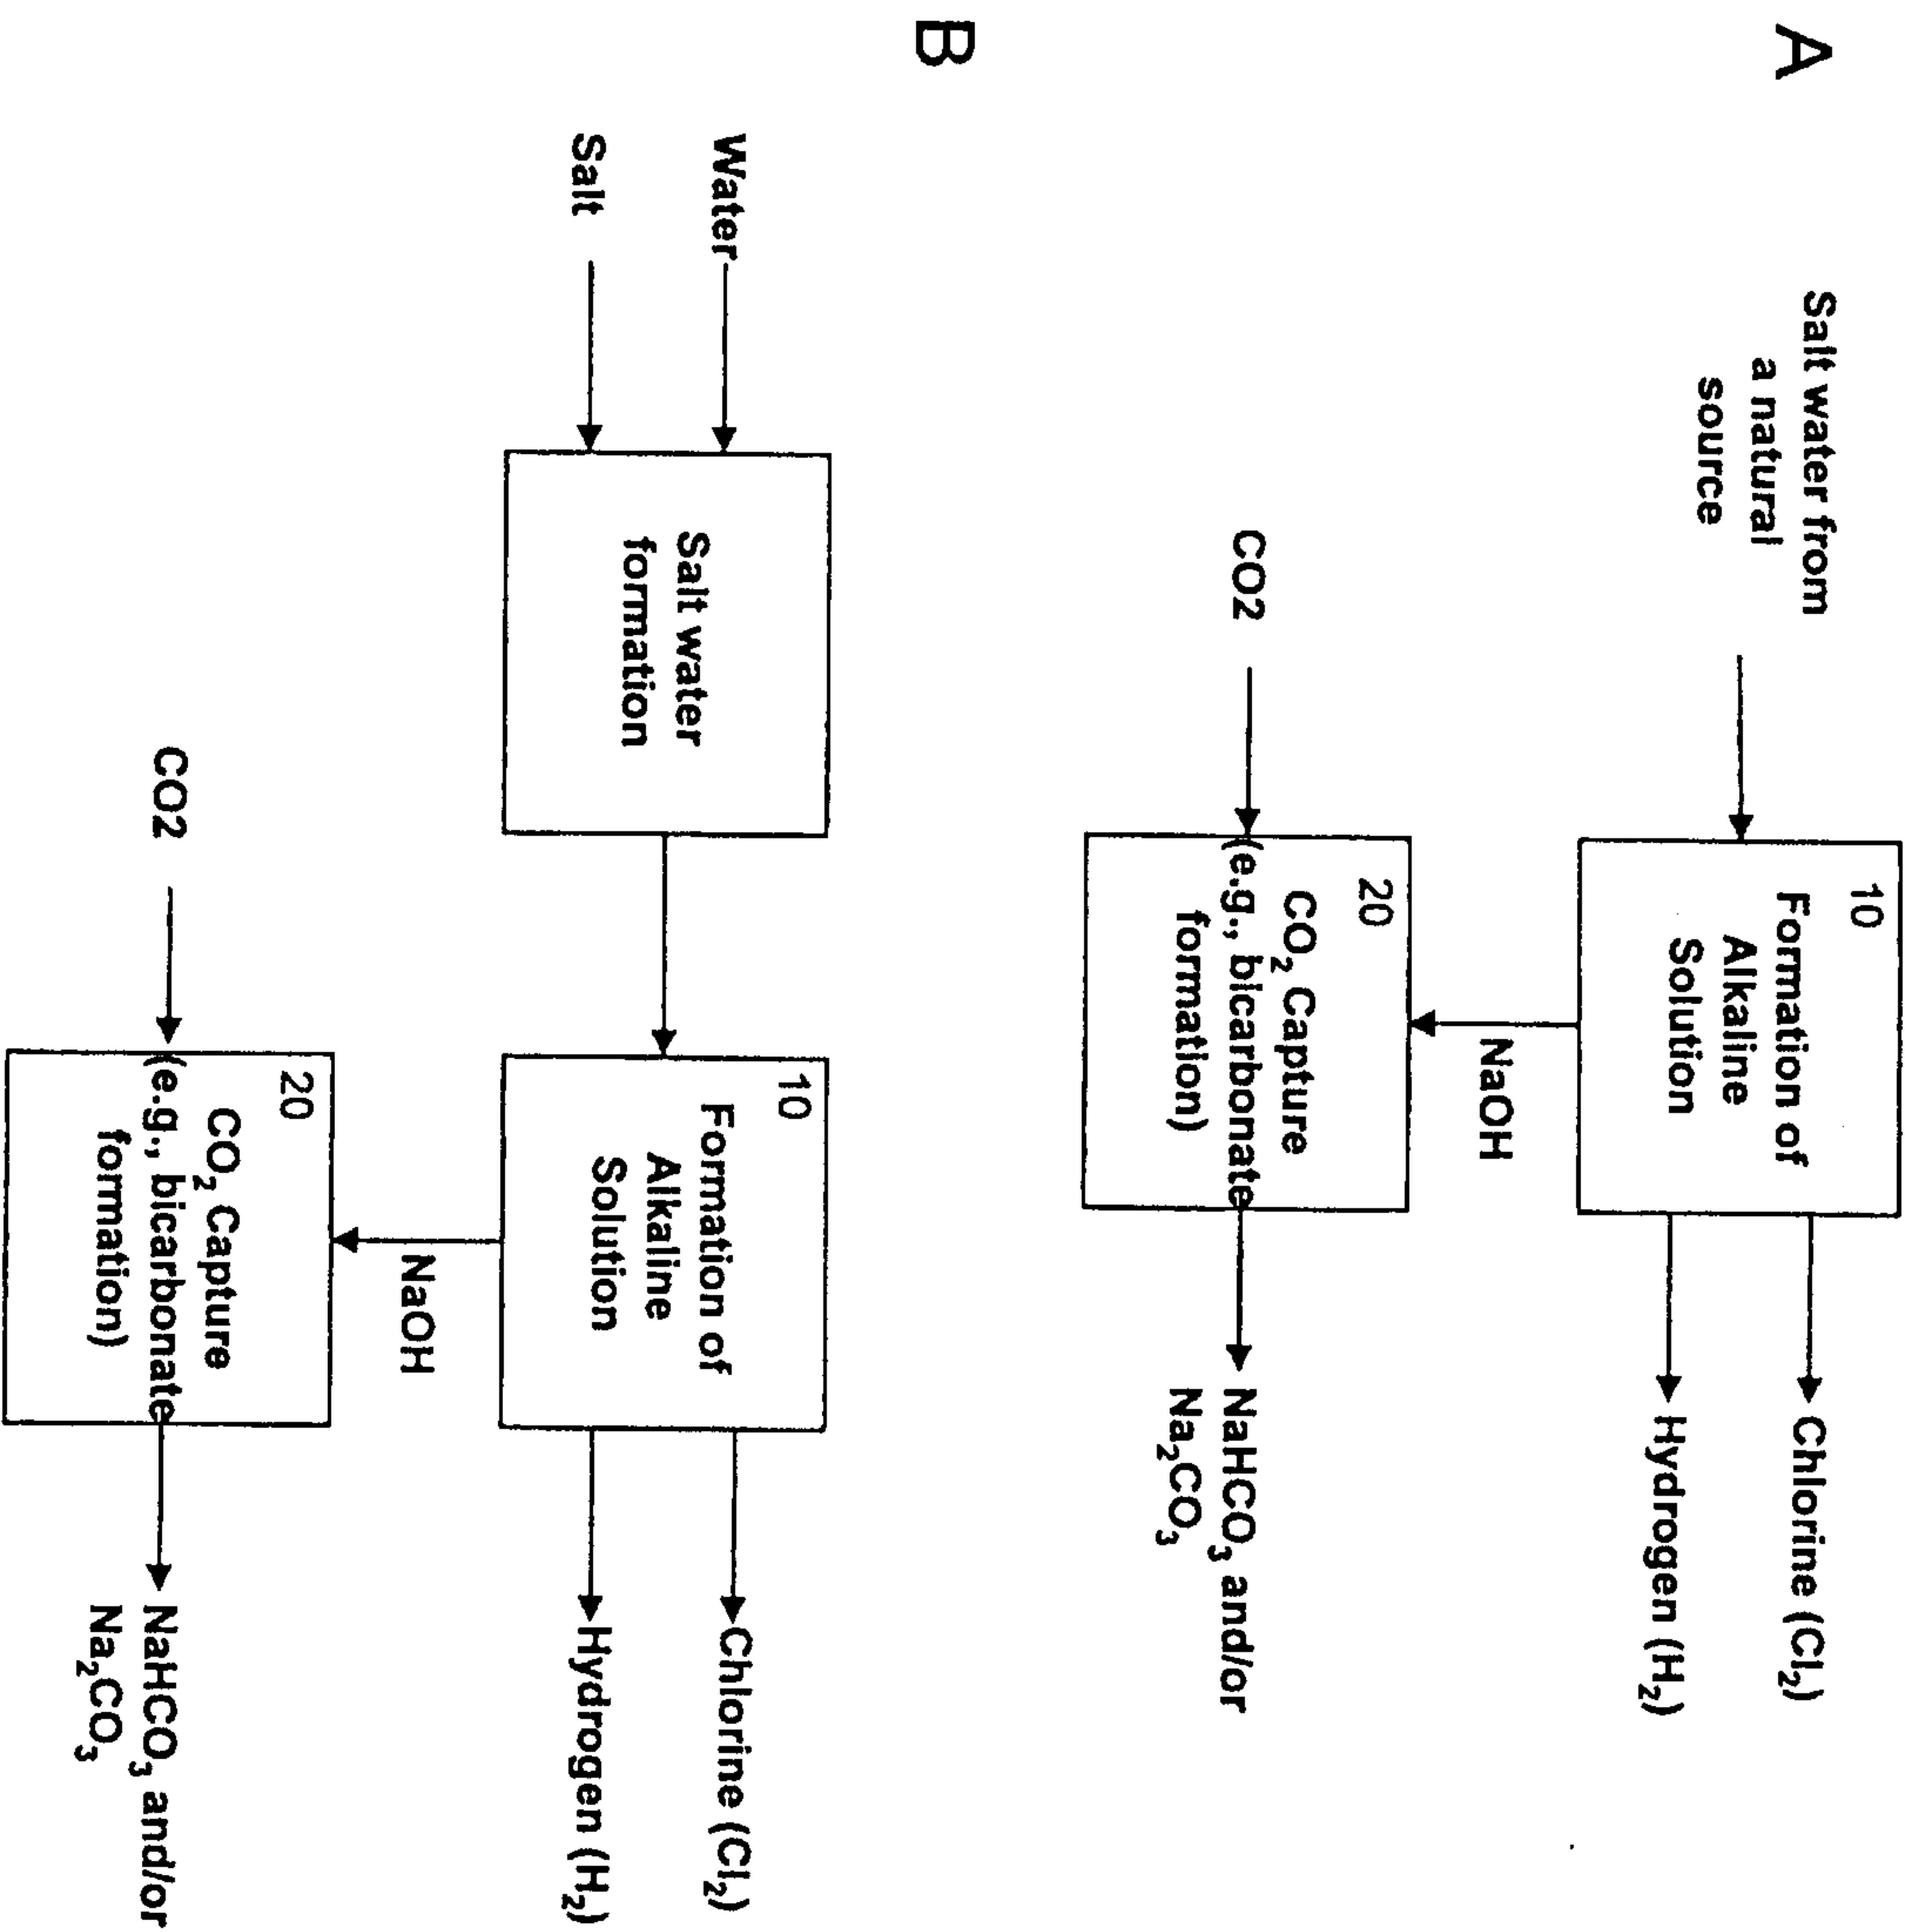 A
Salt water from
a natural
source
10
Formation of
Alkaline
Solution
Chlorine (Cl₂)
Hydrogen (H₂)
NaOH
CO2
20
CO₂ Capture
(e.g., bicarbonate
formation)
NaHCO₃ and/or
Na₂CO₃
B
Water
Salt
Salt water
formation
10
Formation of
Alkaline
Solution
Chlorine (Cl₂)
Hydrogen (H₂)
NaOH
CO2
20
CO₂ Capture
(e.g., bicarbonate
formation)
NaHCO₃ and/or
Na₂CO₃